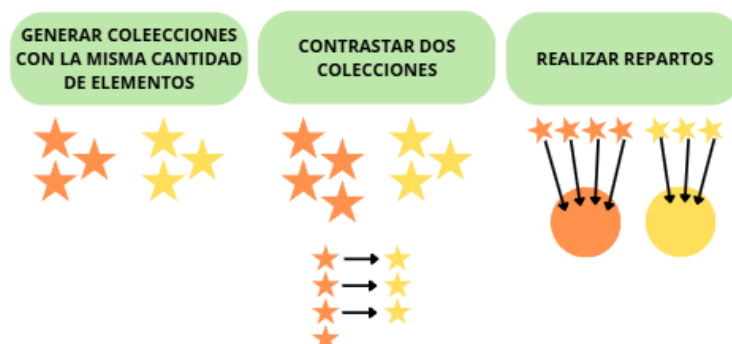 GENERAR COLEECCIONES
CON LA MISMA CANTIDAD
DE ELEMENTOS
CONTRASTAR DOS
COLECCIONES
REALIZAR REPARTOS